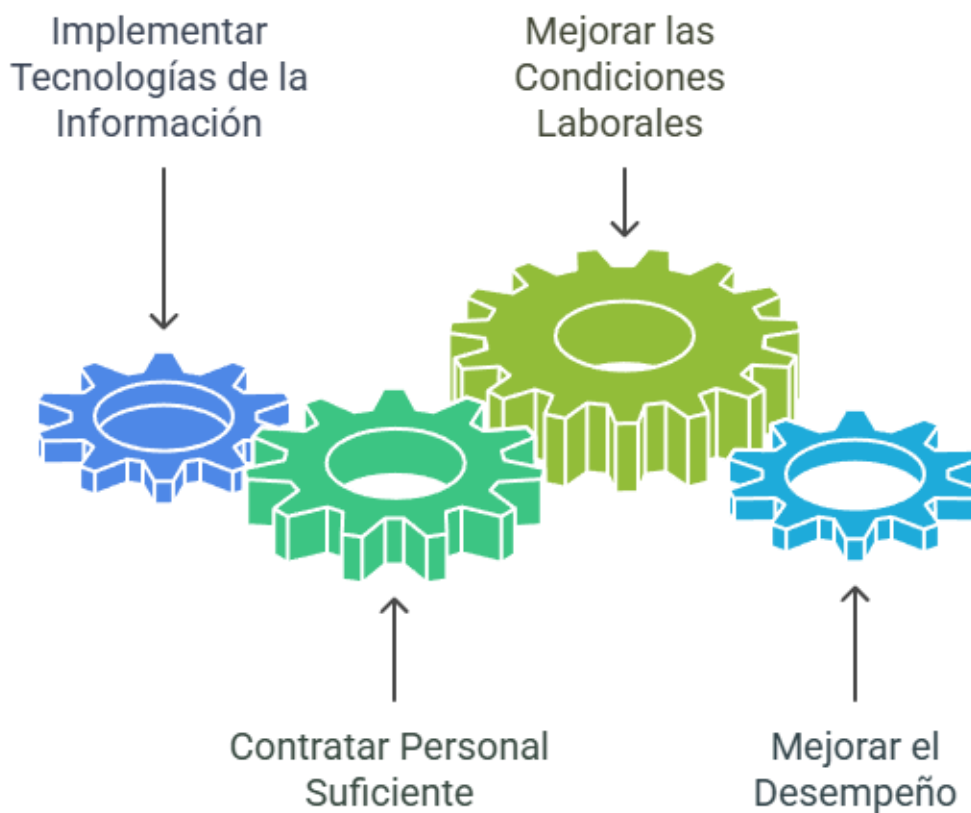 Implementar
Tecnologías de la
Información
Mejorar las
Condiciones
Laborales
Contratar Personal
Suficiente
Mejorar el
Desempeño